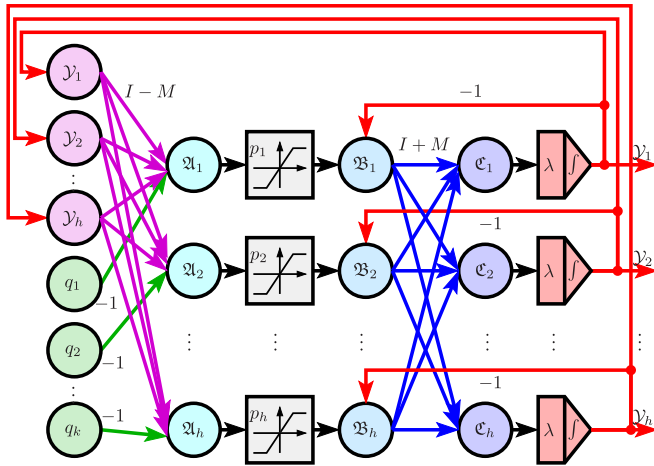 𝒴₁
I − M
−1
𝒴₂
⋮
𝒴ₕ
𝔄₁
p₁
𝔅₁
I + M
ℭ₁
λ
∫
𝒴₁
q₁
−1
−1
𝔄₂
p₂
𝔅₂
ℭ₂
λ
∫
𝒴₂
q₂
−1
⋮
⋮
⋮
⋮
⋮
⋮
−1
qₖ
−1
𝔄ₕ
pₕ
𝔅ₕ
ℭₕ
λ
∫
𝒴ₕ